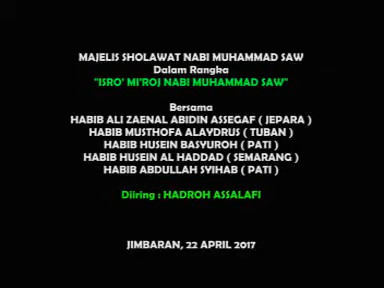 MAJELIS SHOLAWAT NABI MUHAMMAD SAW
Dalam Rangka
"ISRO' MI'ROJ NABI MUHAMMAD SAW"
Bersama
HABIB ALI ZAENAL ABIDIN ASSEGAF ( JEPARA )
HABIB MUSTHOFA ALAYDRUS ( TUBAN )
HABIB HUSEIN BASYUROH ( PATI )
HABIB HUSEIN AL HADDAD ( SEMARANG )
HABIB ABDULLAH SYIHAB ( PATI )
Diiring : HADROH ASSALAFI
JIMBARAN, 22 APRIL 2017